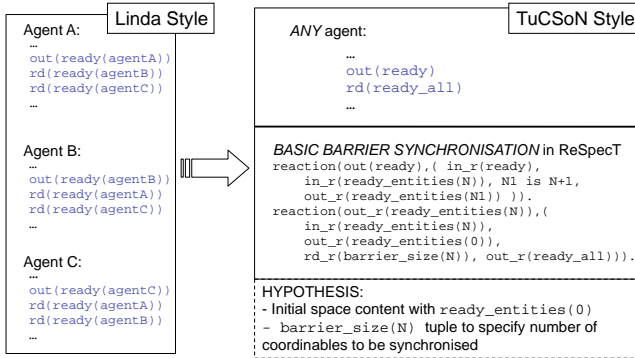 Linda Style
Agent A:
…
out(ready(agentA))
rd(ready(agentB))
rd(ready(agentC))
…
Agent B:
…
out(ready(agentB))
rd(ready(agentA))
rd(ready(agentC))
…
Agent C:
…
out(ready(agentC))
rd(ready(agentA))
rd(ready(agentB))
…
TuCSoN Style
ANY agent:
…
out(ready)
rd(ready_all)
…
BASIC BARRIER SYNCHRONISATION in ReSpecT
reaction(out(ready),( in_r(ready),
in_r(ready_entities(N)), N1 is N+1,
out_r(ready_entities(N1)) )).
reaction(out_r(ready_entities(N)),(
in_r(ready_entities(N)),
out_r(ready_entities(0)),
rd_r(barrier_size(N)), out_r(ready_all))).
HYPOTHESIS:
- Initial space content with ready_entities(0)
- barrier_size(N) tuple to specify number of
coordinables to be synchronised